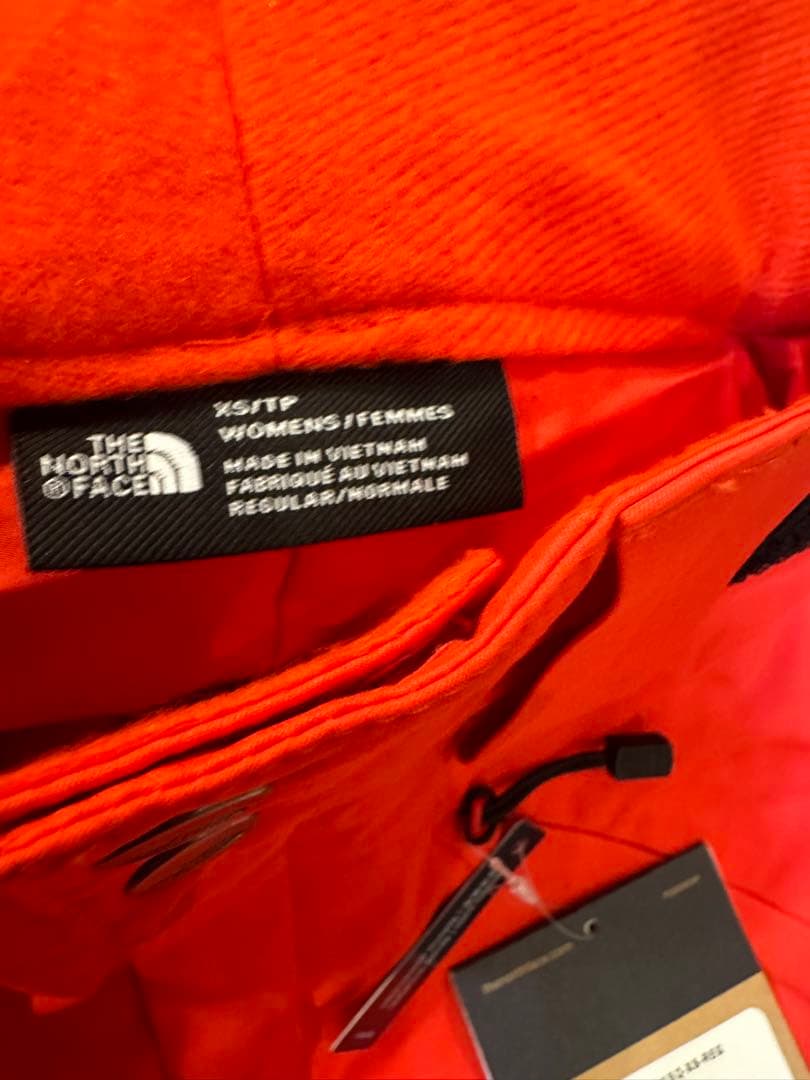 THE
NORTH
® FACE
XS/TP
WOMENS/FEMMES
MADE IN VIETNAM
FABRIQUÉ AU VIETNAM
REGULAR/NORMALE